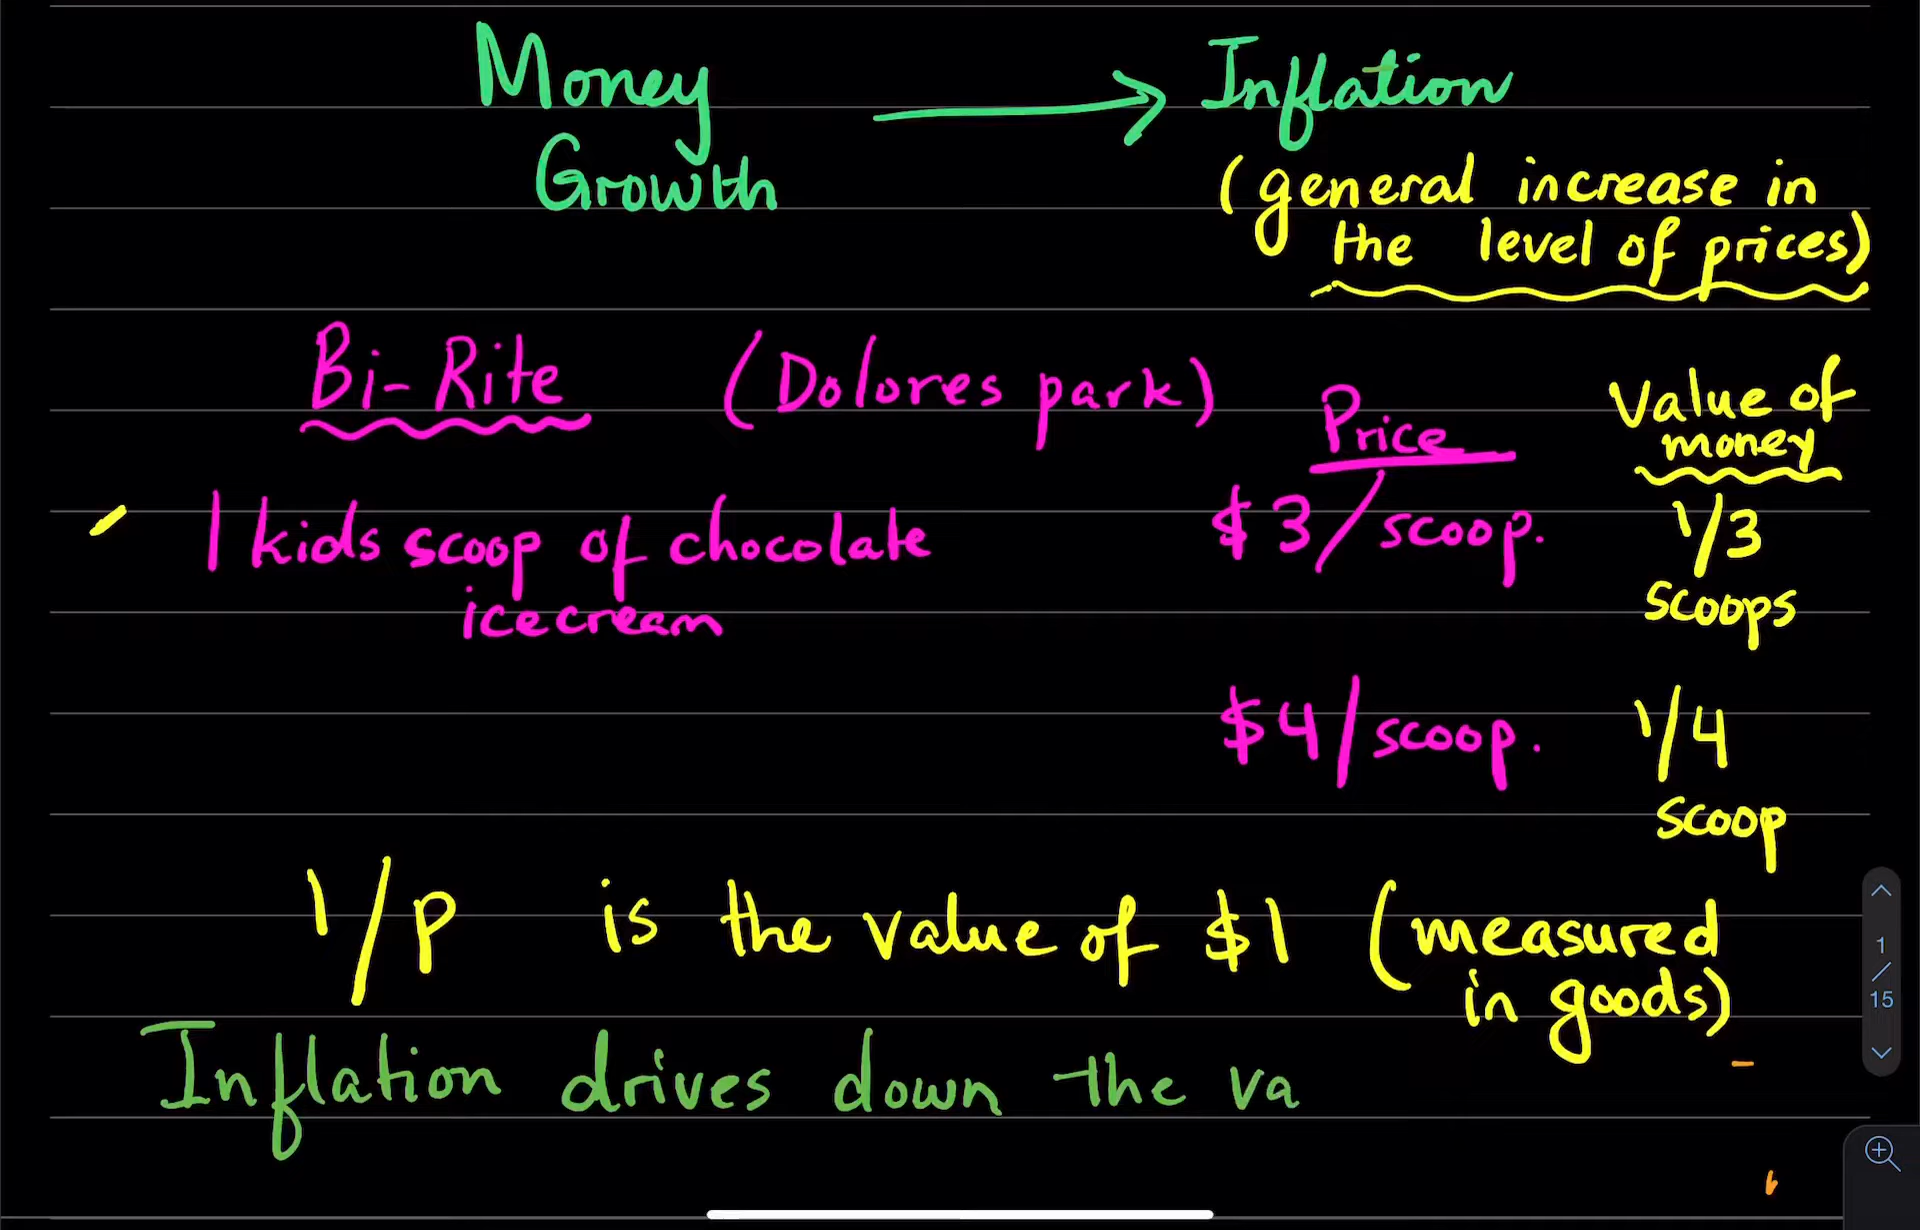 Money → Inflation
Growth
(general increase in
the level of prices)
Bi-Rite (Dolores park)
Price
Value of
money
1 kids scoop of chocolate
icecream
$3/scoop.
1/3
scoops
$4/scoop.
1/4
scoop
1/P is the value of $1 (measured
in goods)
Inflation drives down the va
1
/
15